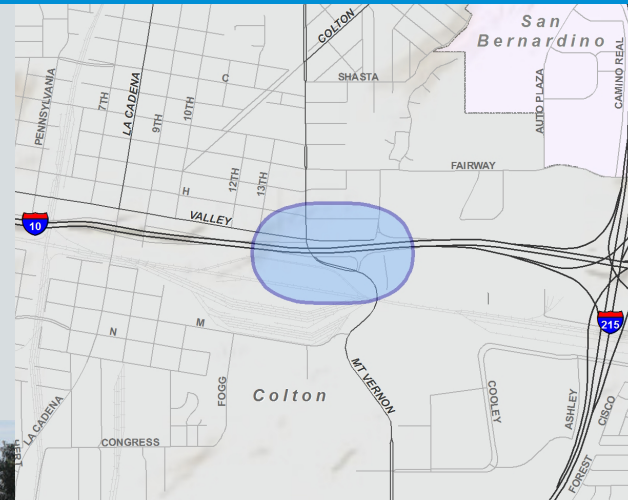 San
Bernardino
COLTON
SHASTA
C
PENNSYLVANIA
7TH
LA CADENA
9TH
10TH
AUTO PLAZA
CAMINO REAL
FAIRWAY
12TH
13TH
H
VALLEY
10
215
N
M
FOGG
Colton
MT VERNON
COOLEY
ASHLEY
CISCO
LA CADENA
CONGRESS
FOREST